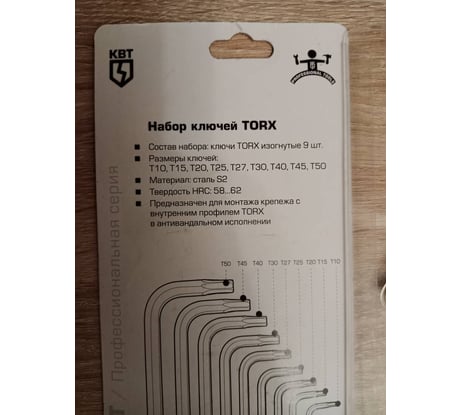 КВТ
PROFESSIONAL TOOLS
Набор ключей TORX
Состав набора: ключи TORX изогнутые 9 шт.
Размеры ключей:
T10, T15, T20, T25, T27, T30, T40, T45, T50
Материал: сталь S2
Твердость HRC: 58...62
Предназначен для монтажа крепежа с
внутренним профилем TORX
в антивандальном исполнении
T50 T45 T40 T30 T27 T25 T20 T15 T10
/ Профессиональная серия